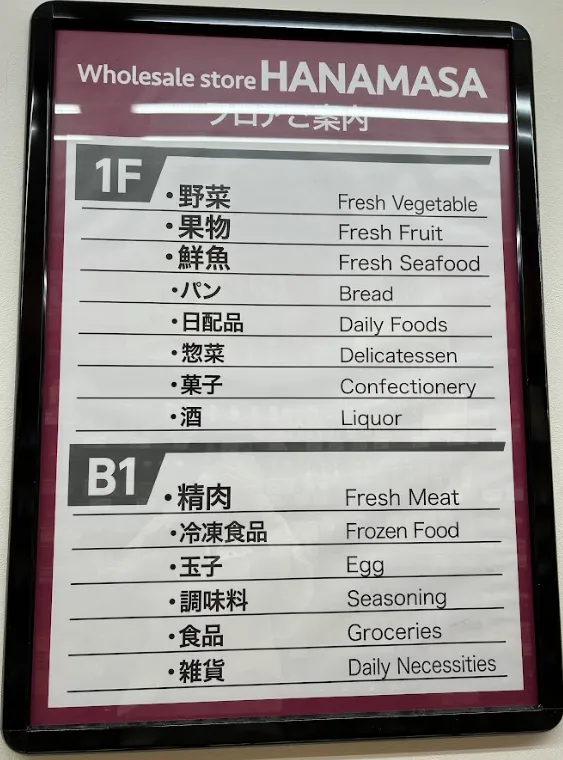 Wholesale store HANAMASA
フロアご案内
1F
・野菜 Fresh Vegetable
・果物 Fresh Fruit
・鮮魚 Fresh Seafood
・パン Bread
・日配品 Daily Foods
・惣菜 Delicatessen
・菓子 Confectionery
・酒 Liquor
B1
・精肉 Fresh Meat
・冷凍食品 Frozen Food
・玉子 Egg
・調味料 Seasoning
・食品 Groceries
・雑貨 Daily Necessities